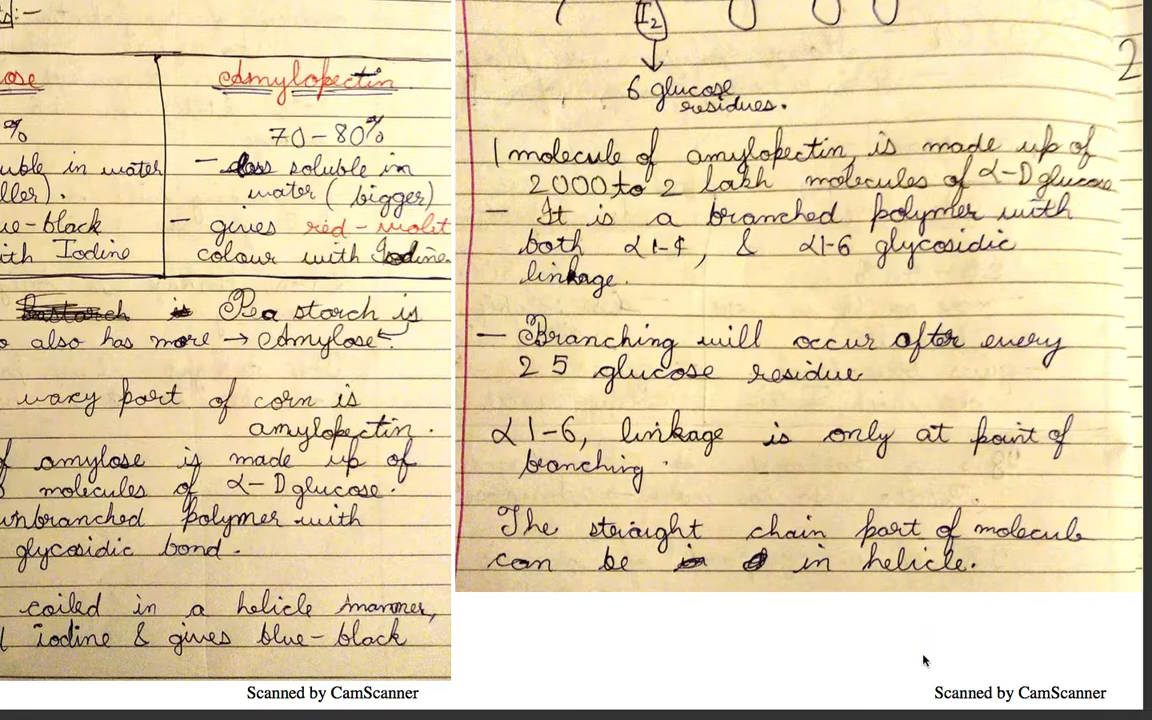 ose
Amylopectin
%
70-80%
uble in water
- less soluble in
ller).
water (bigger)
ue-black
- gives red-violet
ith Iodine
colour with Iodine.
Pea starch is
also has more → Amylose
waxy part of corn is
amylopectin.
amylose is made up of
molecules of α-D glucose.
unbranched polymer with
glycosidic bond.
coiled in a helicle manner,
iodine & gives blue-black
Scanned by CamScanner
I2
2
6 glucose
residues.
1 molecule of amylopectin, is made up of
2000 to 2 lakh molecules of α-D glucose
- It is a branched polymer with
both α1-4, & α1-6 glycosidic
linkage.
- Branching will occur after every
25 glucose residue
α1-6, linkage is only at point of
branching.
The straight chain part of molecule
can be in helicle.
Scanned by CamScanner